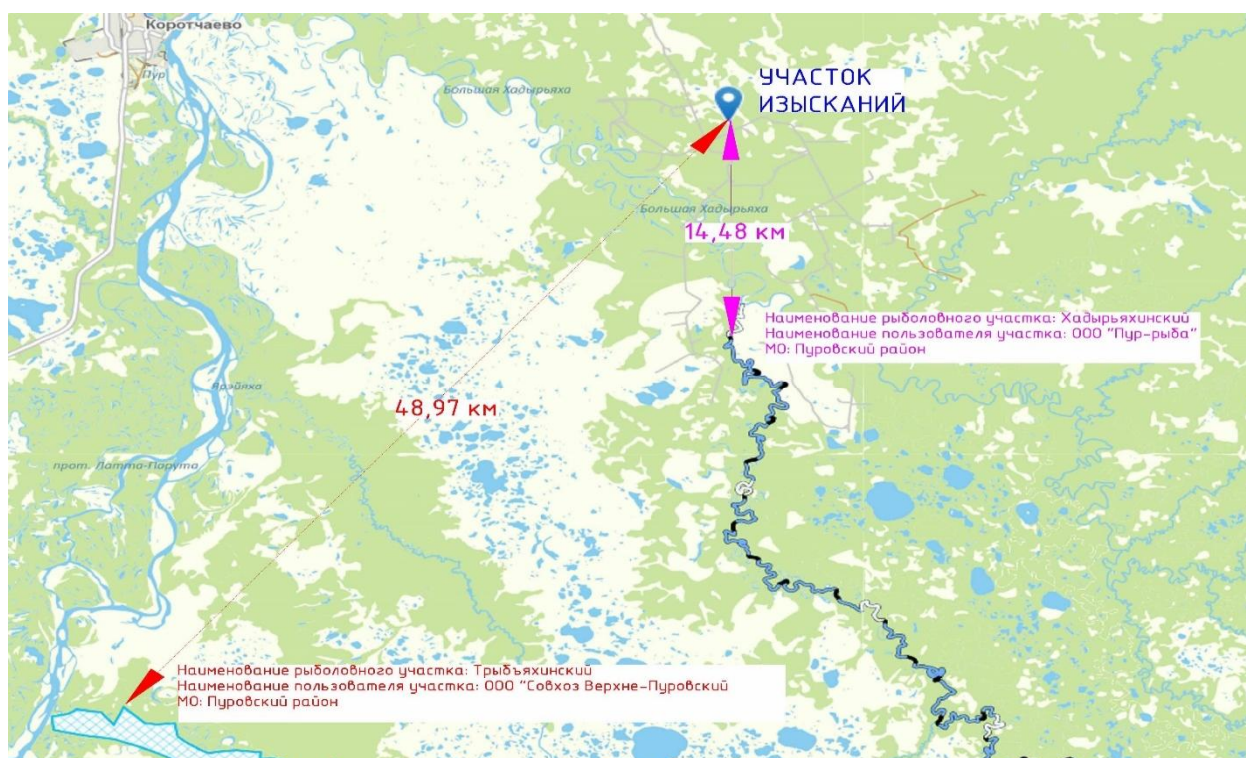 Коротчаево
Пур
Большая Хадырьяха
УЧАСТОК
ИЗЫСКАНИЙ
Большая Хадырьяха
14,48 км
Наименование рыболовного участка: Хадырьяхинский
Наименование пользователя участка: ООО "Пур-рыба"
МО: Пуровский район
Ярэйяха
48,97 км
прот. Латта-Парута
Наименование рыболовного участка: Трыбъяхинский
Наименование пользователя участка: ООО "Совхоз Верхне-Пуровский
МО: Пуровский район